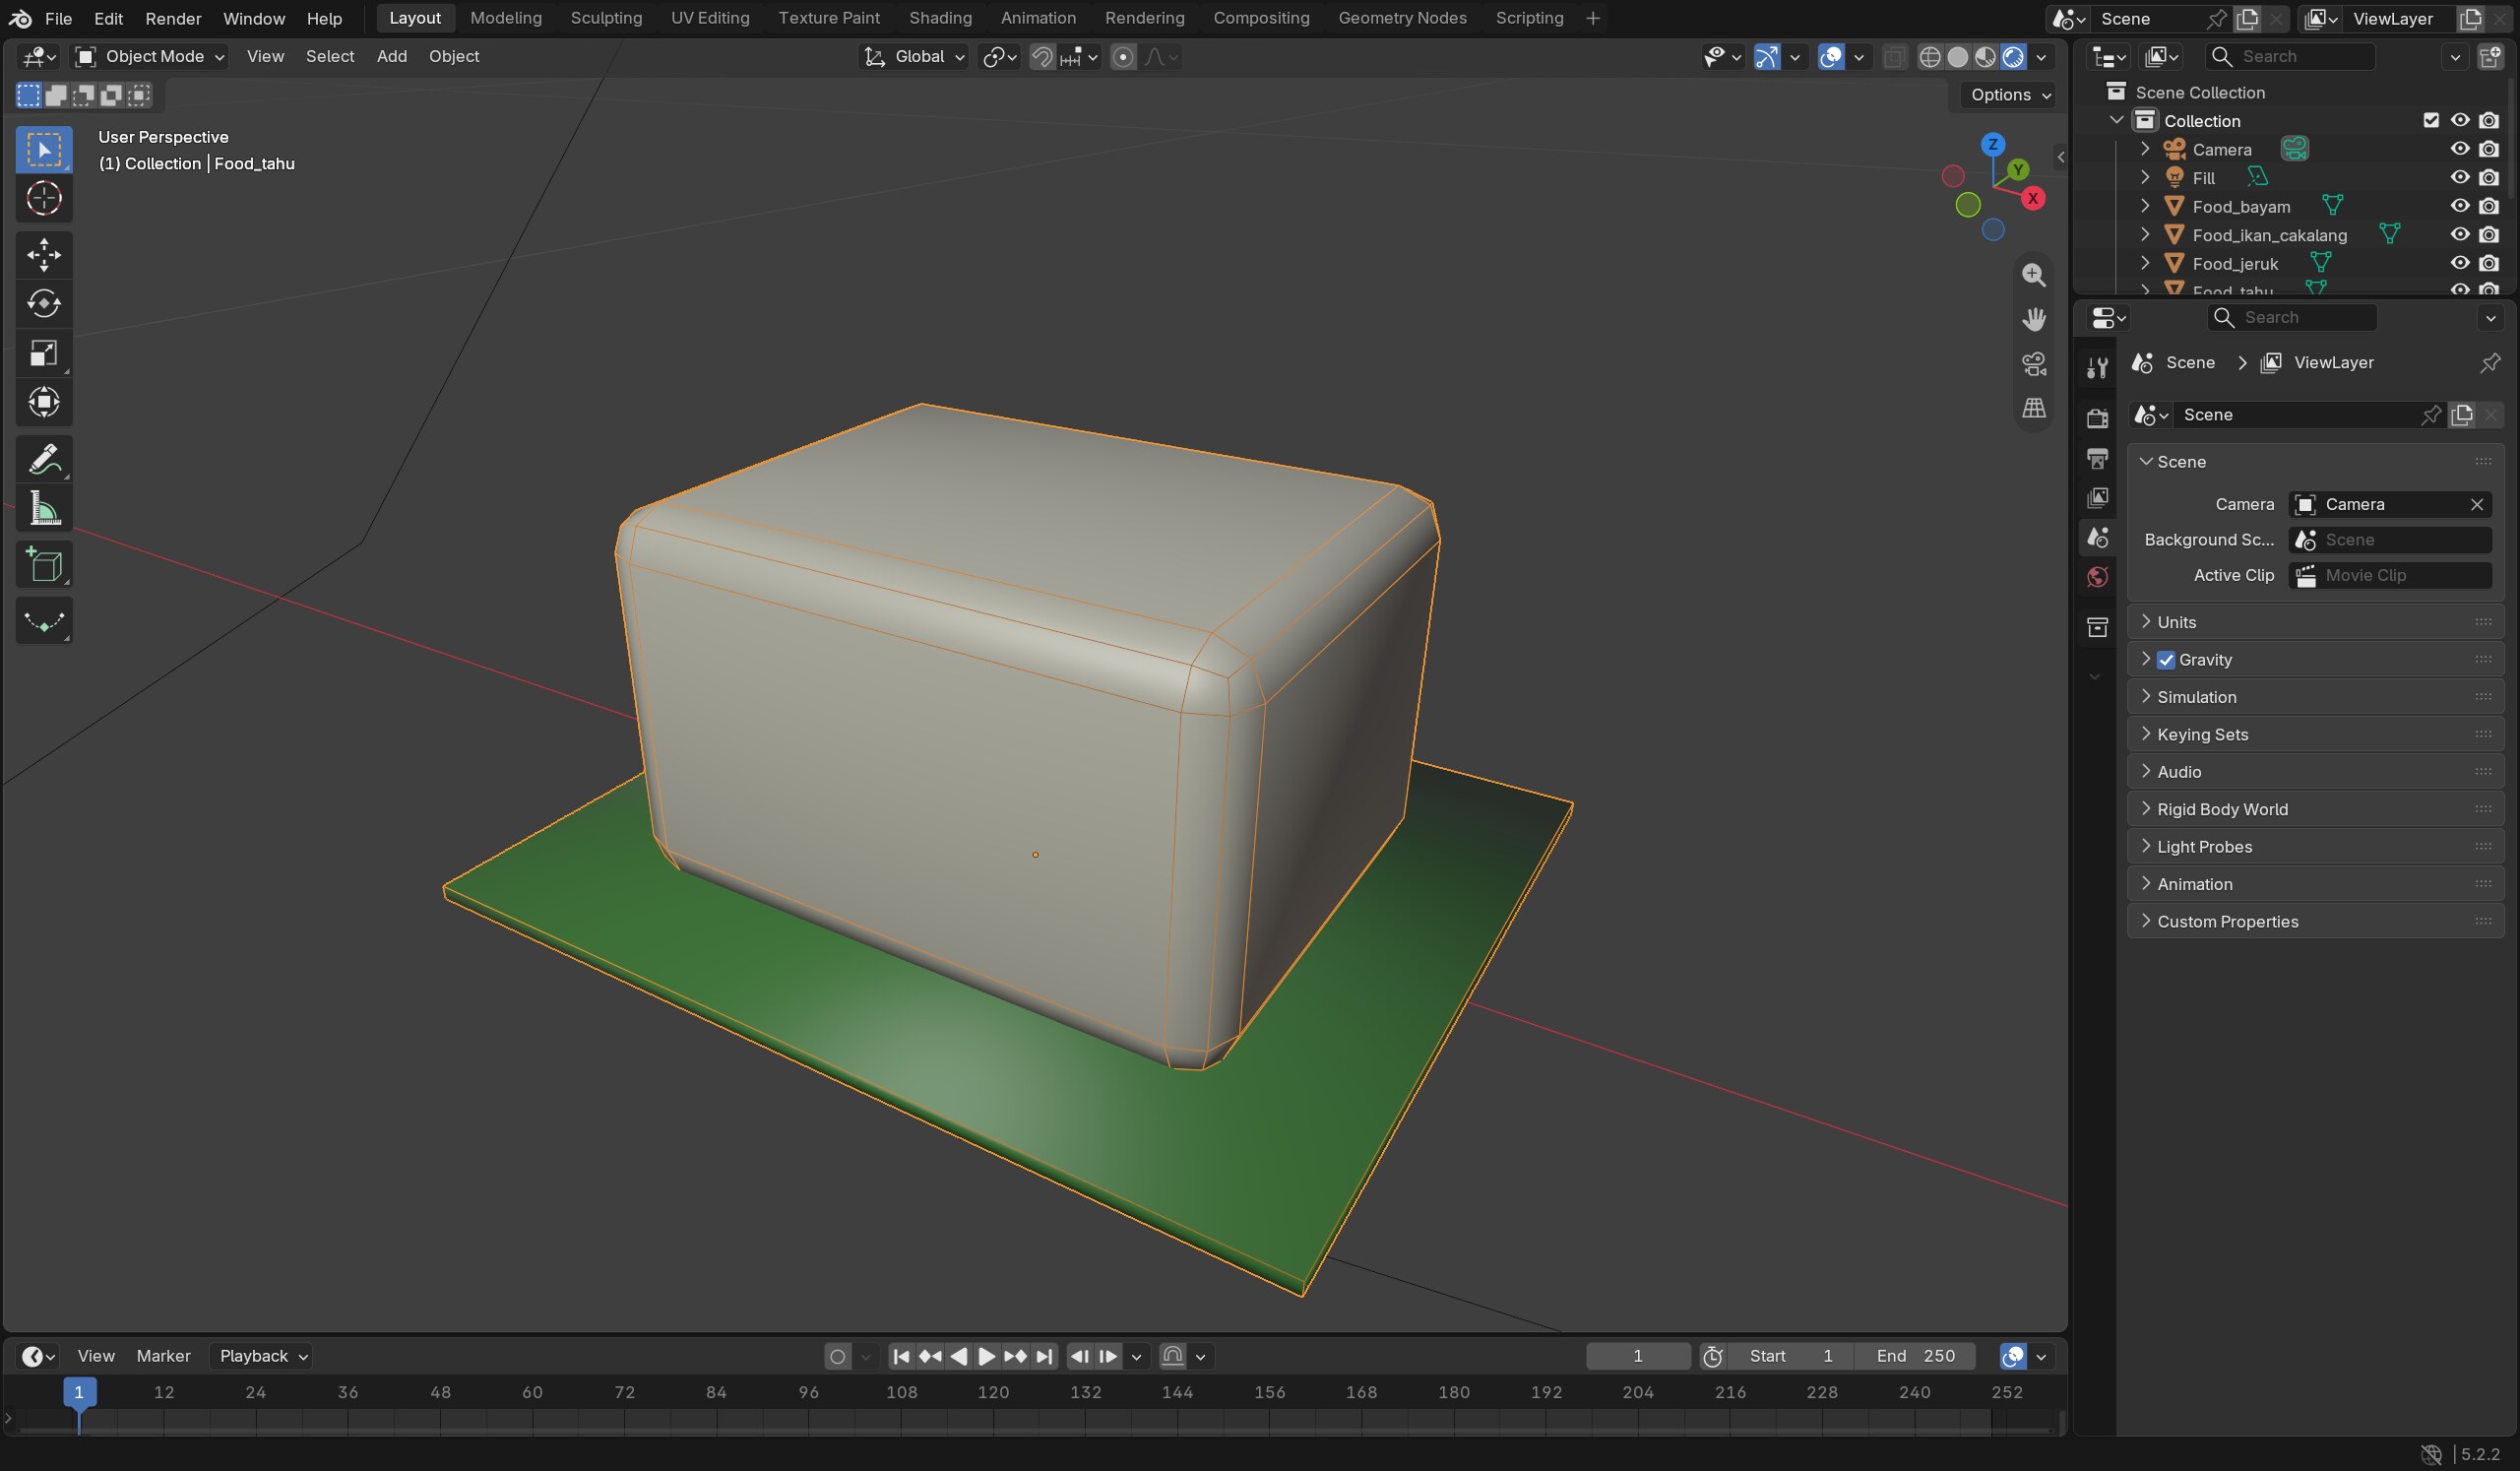 File Edit Render Window Help Layout Modeling Sculpting UV Editing Texture Paint Shading Animation Rendering Compositing Geometry Nodes Scripting Scene ViewLayer
Object Mode View Select Add Object Global Search
Options
User Perspective
(1) Collection | Food_tahu
Z
Y
X
Scene Collection
Collection
Camera
Fill
Food_bayam
Food_ikan_cakalang
Food_jeruk
Food_tahu
Search
Scene ViewLayer
Scene
Scene
Camera Camera
Background Sc... Scene
Active Clip Movie Clip
Units
Gravity
Simulation
Keying Sets
Audio
Rigid Body World
Light Probes
Animation
Custom Properties
View Marker Playback 1 Start 1 End 250
1 12 24 36 48 60 72 84 96 108 120 132 144 156 168 180 192 204 216 228 240 252
5.2.2